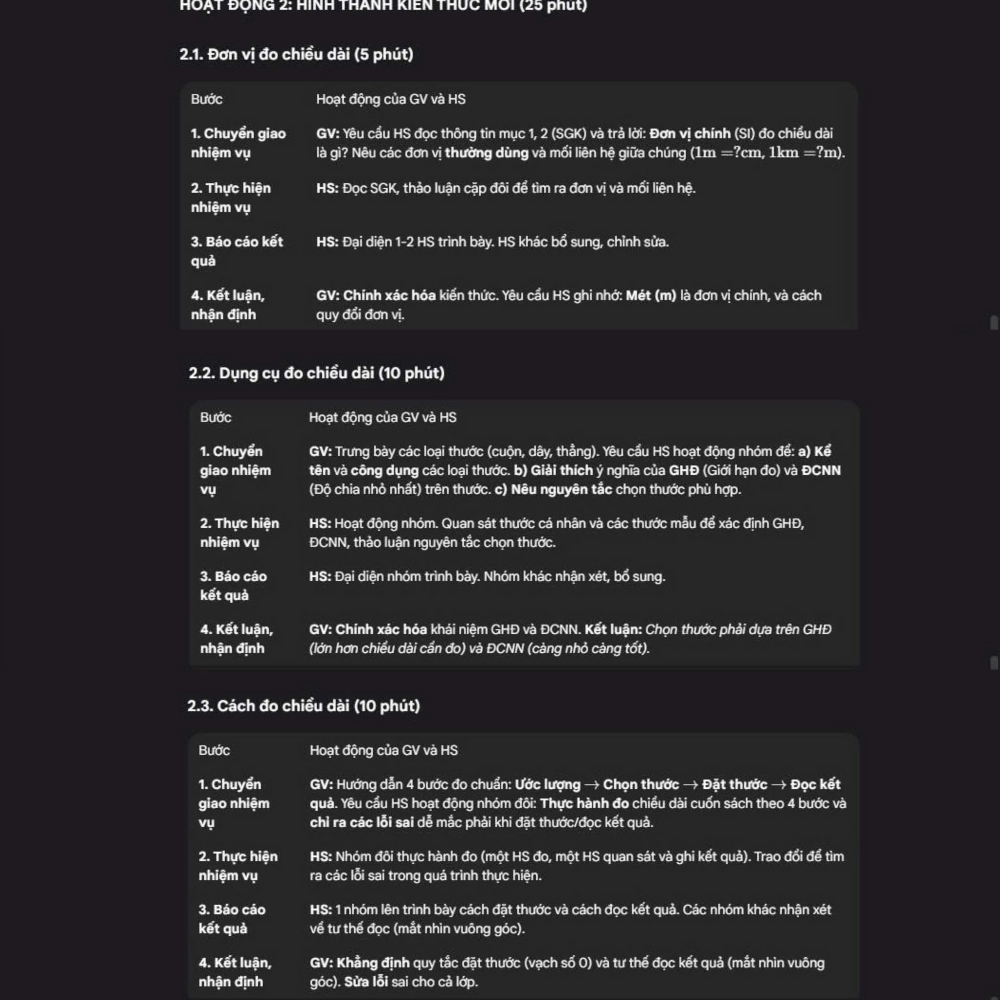 HOẠT ĐỘNG 2: HÌNH THÀNH KIẾN THỨC MỚI (25 phút)
2.1. Đơn vị đo chiều dài (5 phút)
Bước
Hoạt động của GV và HS
1. Chuyển giao
nhiệm vụ
GV: Yêu cầu HS đọc thông tin mục 1, 2 (SGK) và trả lời: Đơn vị chính (SI) đo chiều dài
là gì? Nêu các đơn vị thường dùng và mối liên hệ giữa chúng (1m =?cm, 1km =?m).
2. Thực hiện
nhiệm vụ
HS: Đọc SGK, thảo luận cặp đôi để tìm ra đơn vị và mối liên hệ.
3. Báo cáo kết
quả
HS: Đại diện 1-2 HS trình bày. HS khác bổ sung, chỉnh sửa.
4. Kết luận,
nhận định
GV: Chính xác hóa kiến thức. Yêu cầu HS ghi nhớ: Mét (m) là đơn vị chính, và cách
quy đổi đơn vị.
2.2. Dụng cụ đo chiều dài (10 phút)
Bước
Hoạt động của GV và HS
1. Chuyển
giao nhiệm
vụ
GV: Trưng bày các loại thước (cuộn, dây, thẳng). Yêu cầu HS hoạt động nhóm để: a) Kể
tên và công dụng các loại thước. b) Giải thích ý nghĩa của GHĐ (Giới hạn đo) và ĐCNN
(Độ chia nhỏ nhất) trên thước. c) Nêu nguyên tắc chọn thước phù hợp.
2. Thực hiện
nhiệm vụ
HS: Hoạt động nhóm. Quan sát thước cá nhân và các thước mẫu để xác định GHĐ,
ĐCNN, thảo luận nguyên tắc chọn thước.
3. Báo cáo
kết quả
HS: Đại diện nhóm trình bày. Nhóm khác nhận xét, bổ sung.
4. Kết luận,
nhận định
GV: Chính xác hóa khái niệm GHĐ và ĐCNN. Kết luận: Chọn thước phải dựa trên GHĐ
(lớn hơn chiều dài cần đo) và ĐCNN (càng nhỏ càng tốt).
2.3. Cách đo chiều dài (10 phút)
Bước
Hoạt động của GV và HS
1. Chuyển
giao nhiệm
vụ
GV: Hướng dẫn 4 bước đo chuẩn: Ước lượng → Chọn thước → Đặt thước → Đọc kết
quả. Yêu cầu HS hoạt động nhóm đôi: Thực hành đo chiều dài cuốn sách theo 4 bước và
chỉ ra các lỗi sai dễ mắc phải khi đặt thước/đọc kết quả.
2. Thực hiện
nhiệm vụ
HS: Nhóm đôi thực hành đo (một HS đo, một HS quan sát và ghi kết quả). Trao đổi để tìm
ra các lỗi sai trong quá trình thực hiện.
3. Báo cáo
kết quả
HS: 1 nhóm lên trình bày cách đặt thước và cách đọc kết quả. Các nhóm khác nhận xét
về tư thế đọc (mắt nhìn vuông góc).
4. Kết luận,
nhận định
GV: Khẳng định quy tắc đặt thước (vạch số 0) và tư thế đọc kết quả (mắt nhìn vuông
góc). Sửa lỗi sai cho cả lớp.